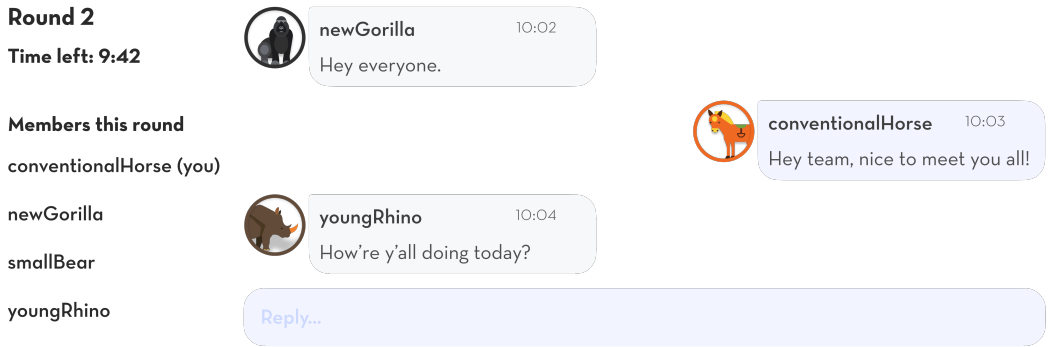 Round 2
Time left: 9:42
Members this round
conventionalHorse (you)
newGorilla
smallBear
youngRhino
newGorilla 10:02
Hey everyone.
conventionalHorse 10:03
Hey team, nice to meet you all!
youngRhino 10:04
How’re y’all doing today?
Reply...